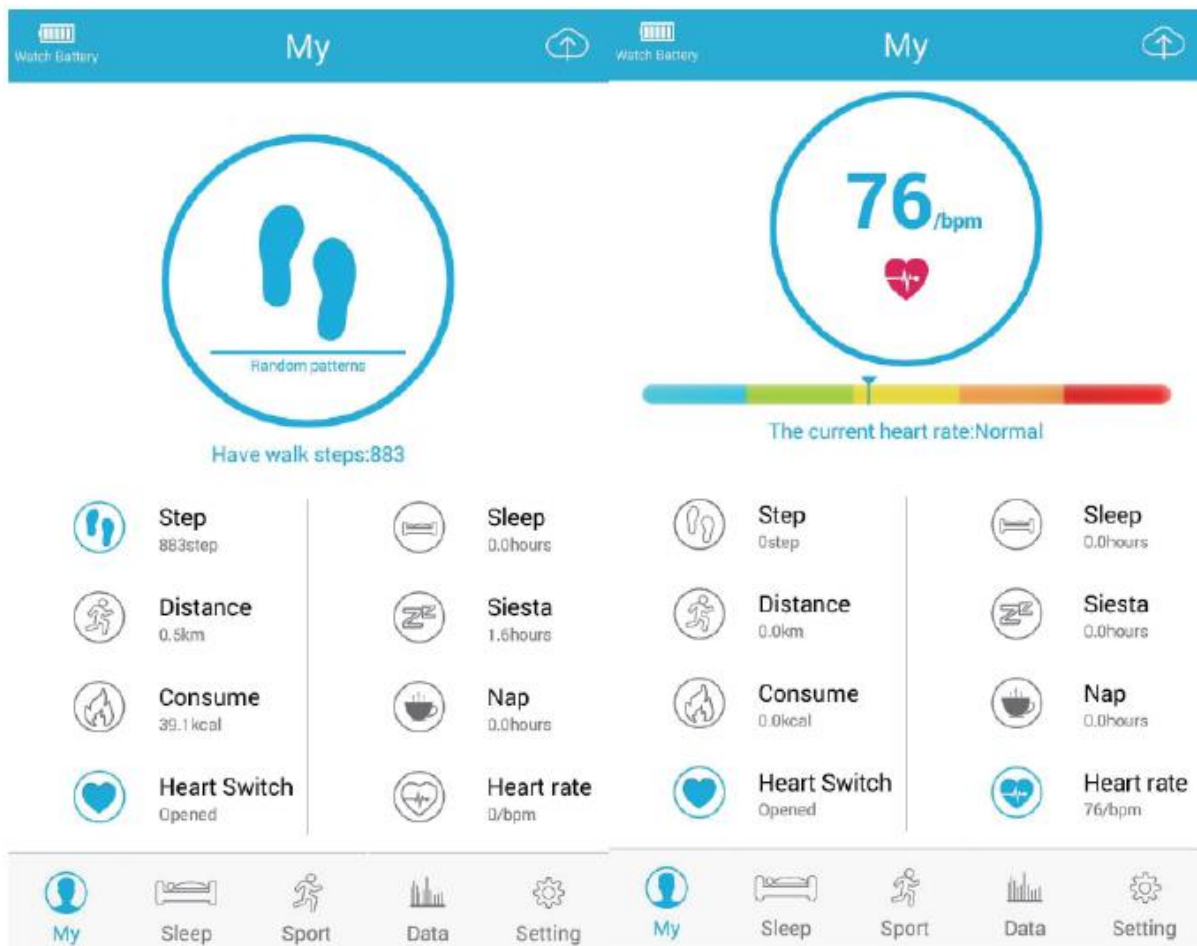 Watch Battery
My
Random patterns
Have walk steps:883
Step
883step
Sleep
0.0hours
Distance
0.5km
Siesta
1.6hours
Consume
39.1kcal
Nap
0.0hours
Heart Switch
Opened
Heart rate
0/bpm
My
Sleep
Sport
Data
Setting
Watch Battery
My
76/bpm
The current heart rate:Normal
Step
0step
Sleep
0.0hours
Distance
0.0km
Siesta
0.0hours
Consume
0.0kcal
Nap
0.0hours
Heart Switch
Opened
Heart rate
76/bpm
My
Sleep
Sport
Data
Setting